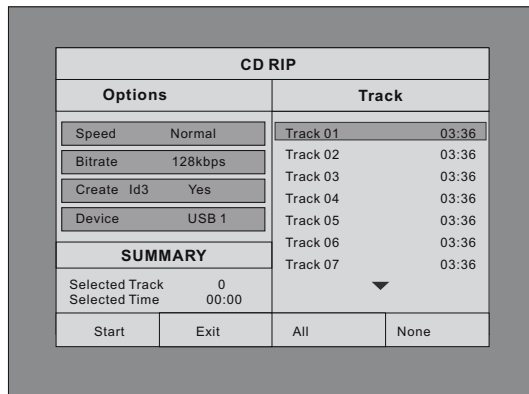 CD RIP
Options
Speed Normal
Bitrate 128kbps
Create Id3 Yes
Device USB 1
SUMMARY
Selected Track 0
Selected Time 00:00
Track
Track 01 03:36
Track 02 03:36
Track 03 03:36
Track 04 03:36
Track 05 03:36
Track 06 03:36
Track 07 03:36
Start Exit All None